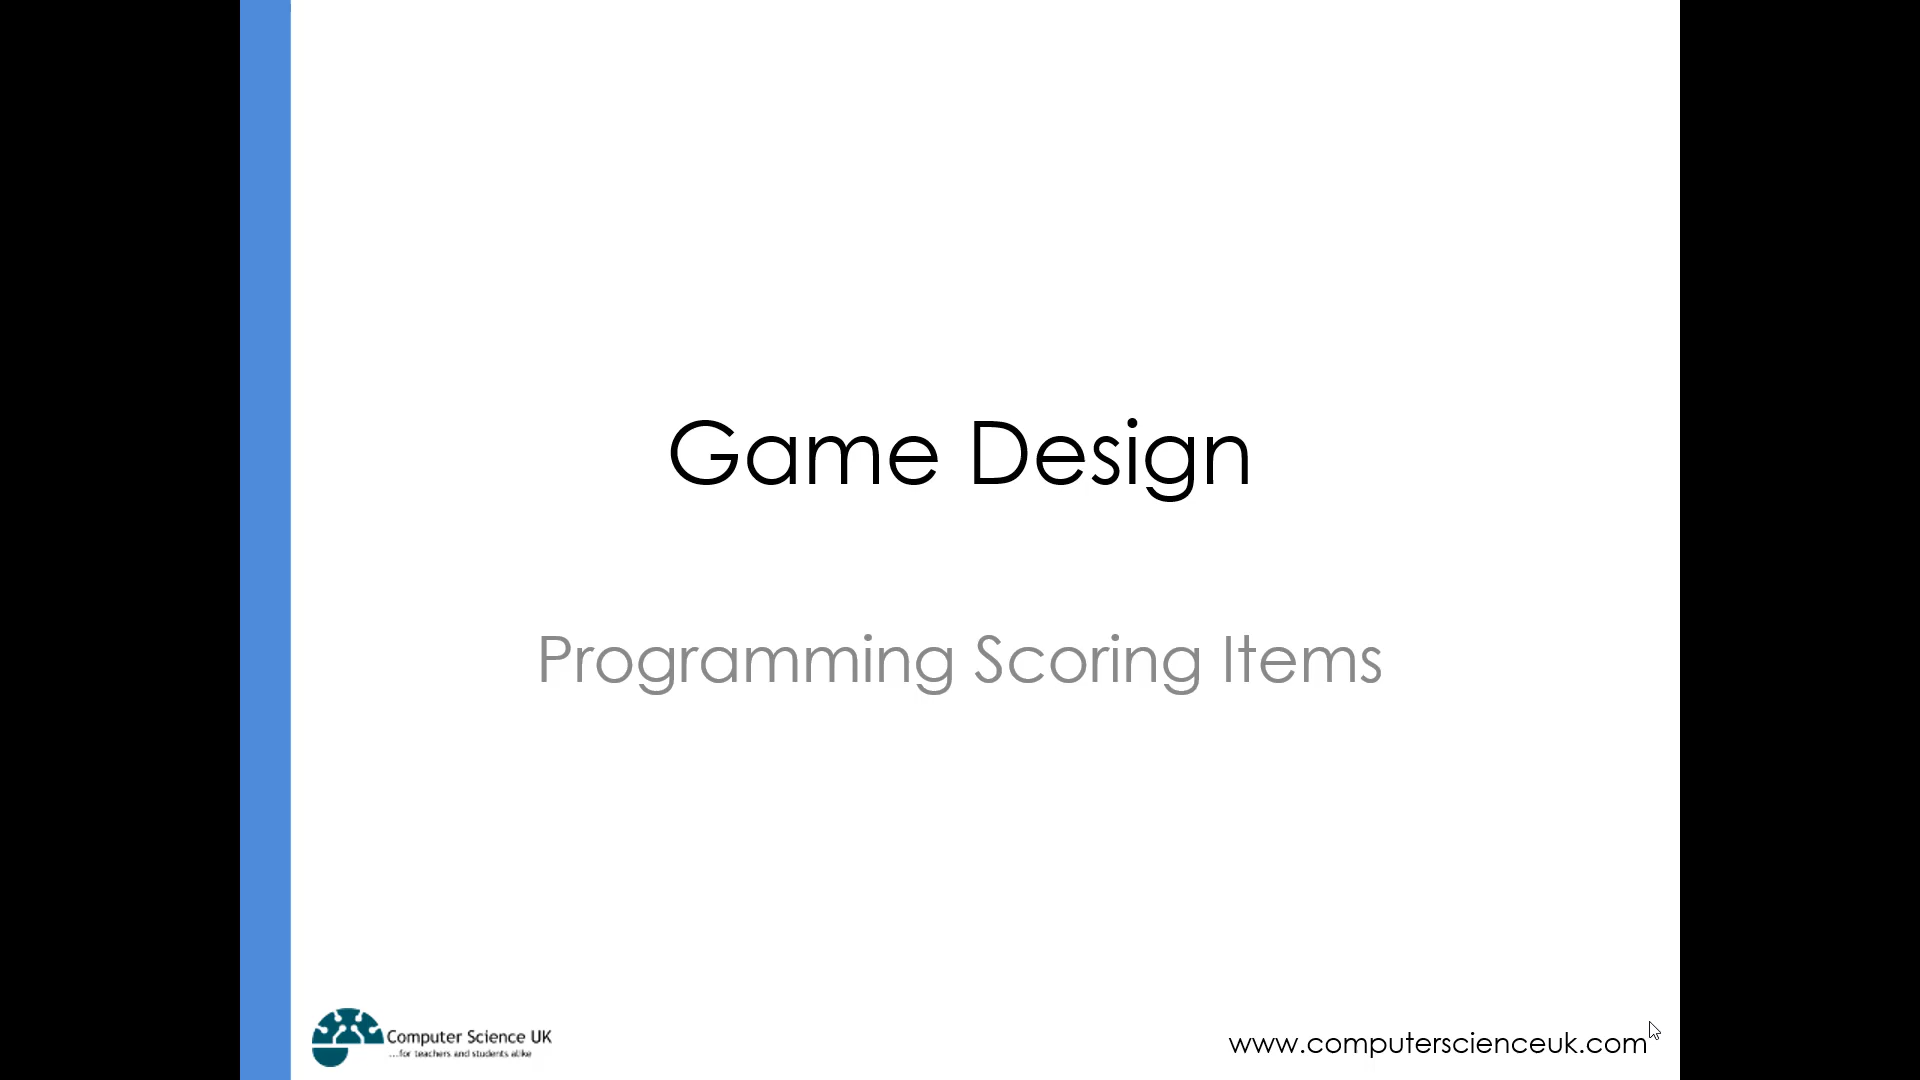 Game Design
Programming Scoring Items
Computer Science UK
...for teachers and students alike
www.computerscienceuk.com